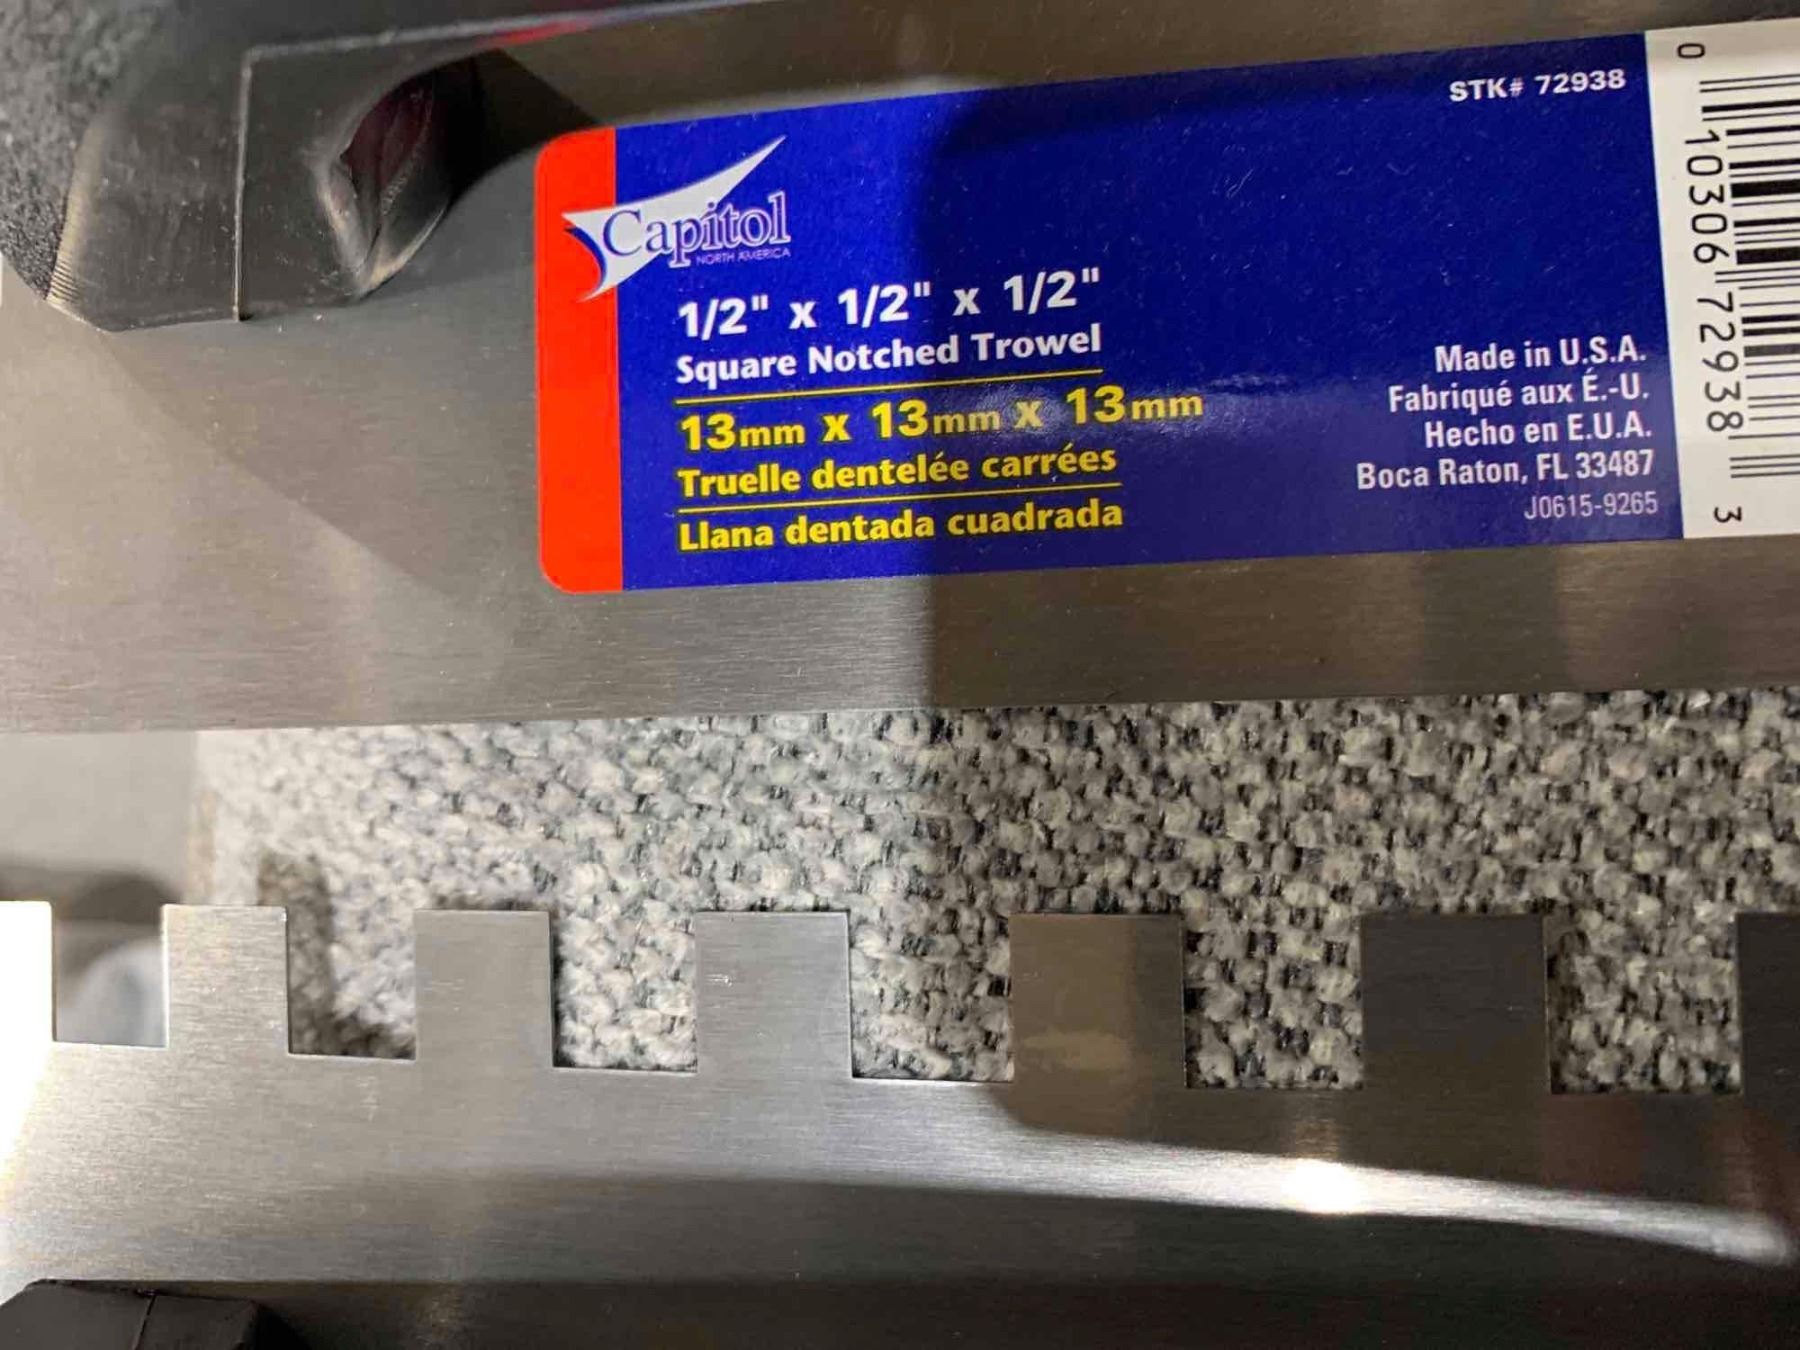 STK# 72938
Capitol
NORTH AMERICA
1/2" x 1/2" x 1/2"
Square Notched Trowel
13mm x 13mm x 13mm
Truelle dentelée carrées
Llana dentada cuadrada
Made in U.S.A.
Fabriqué aux É.-U.
Hecho en E.U.A.
Boca Raton, FL 33487
J0615-9265
0 10306 72938 3